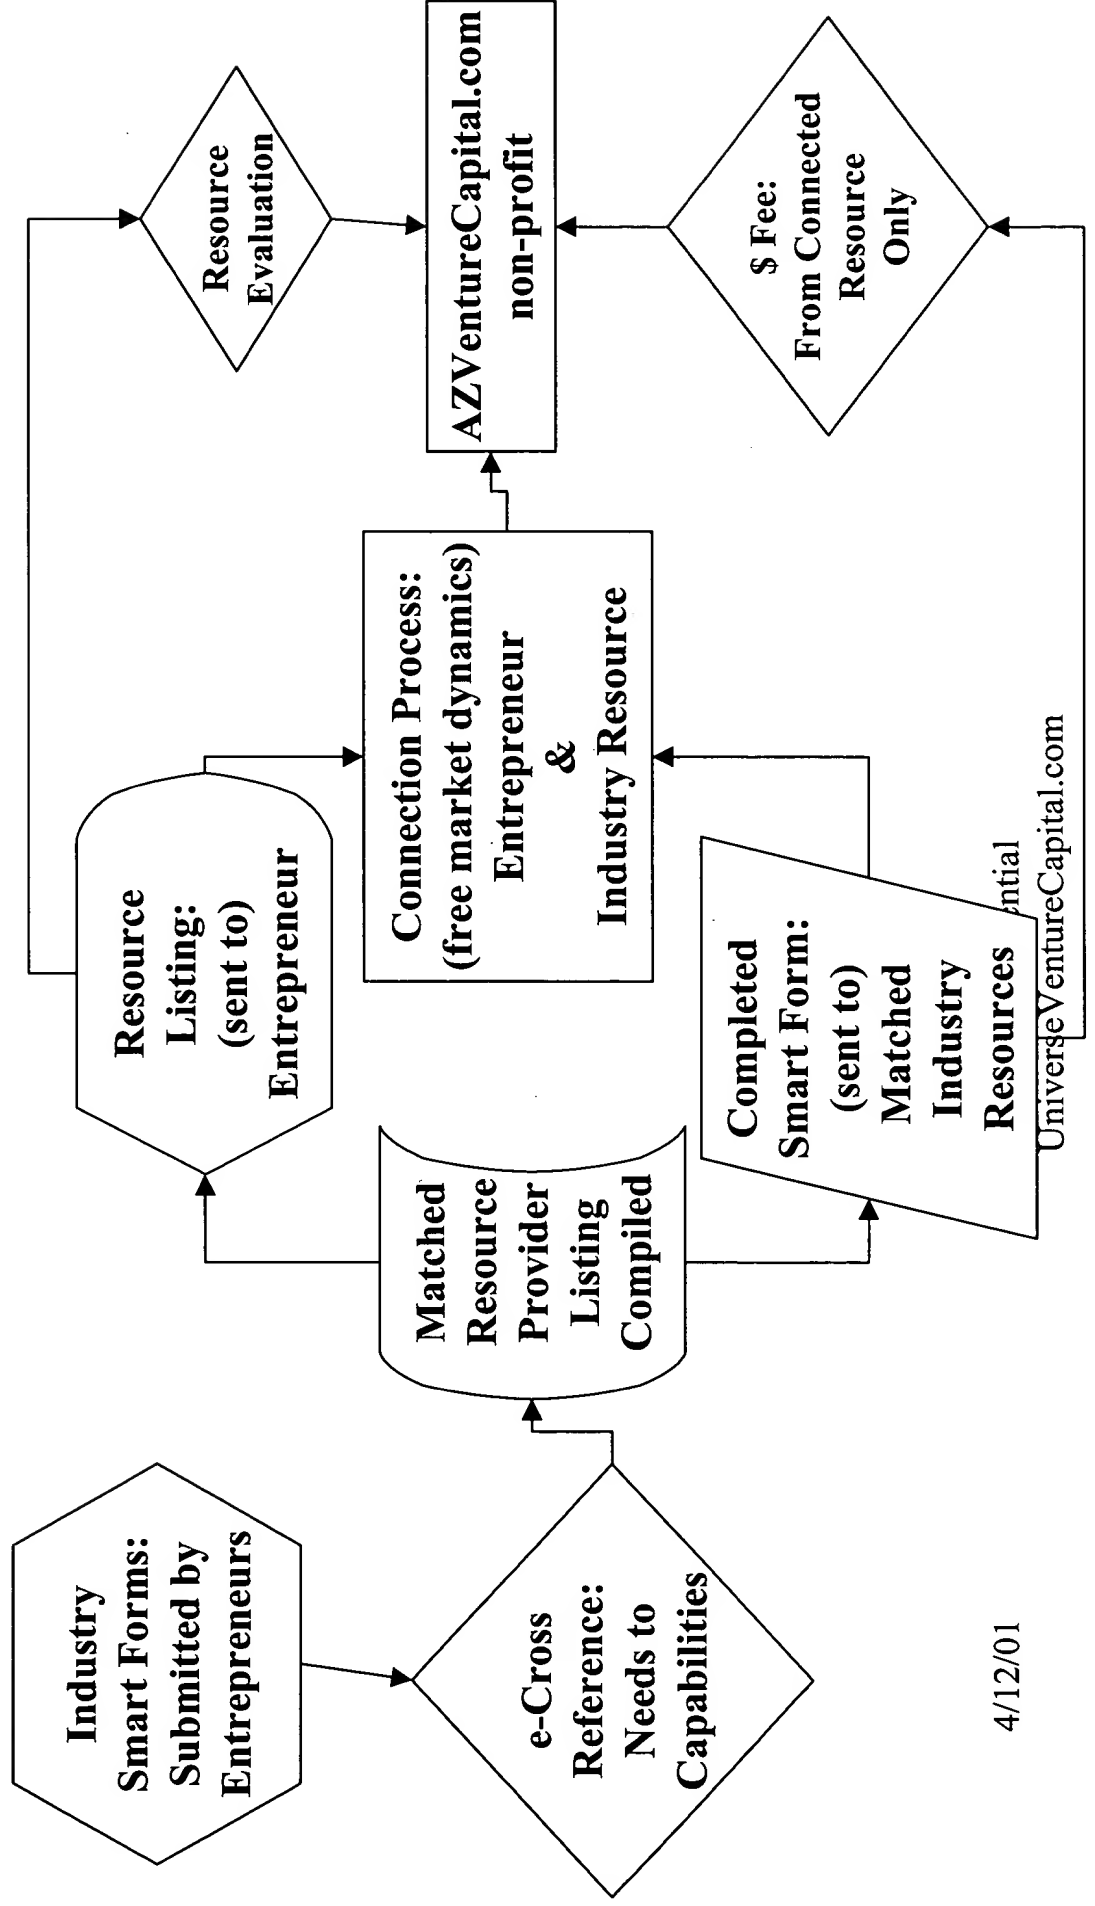 Industry
Smart Forms:
Submitted by
Entrepreneurs
e-Cross
Reference:
Needs to
Capabilities
Matched
Resource
Provider
Listing
Compiled
Resource
Listing:
(sent to)
Entrepreneur
Completed
Smart Form:
(sent to)
Matched
Industry
Resources
Connection Process:
(free market dynamics)
Entrepreneur
&
Industry Resource
Resource
Evaluation
AZVentureCapital.com
non-profit
$ Fee:
From Connected
Resource
Only
4/12/01
ential
UniverseVentureCapital.com